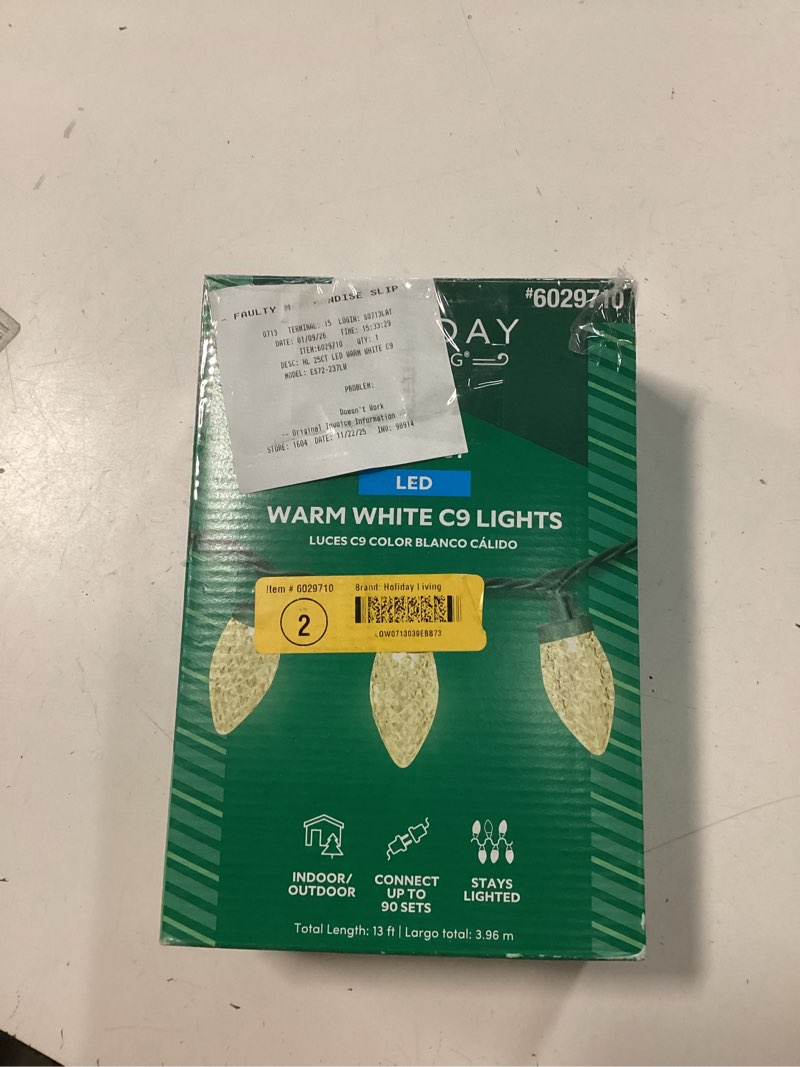 #6029710
FAULTY M NDISE SLIP
0713 TERMINAL: 15 LOGIN: S0713LAT
DATE: 01/09/26 TIME: 15:33:29
ITEM:6029710 QTY: 1
DESC: HL 25CT LED WARM WHITE C9
MODEL: ES72-237LW
PROBLEM:
Doesn't Work
-- Original Invoice Information
STORE: 1604 DATE: 11/22/25 INV: 98914
DAY
G®
LED
WARM WHITE C9 LIGHTS
LUCES C9 COLOR BLANCO CÁLIDO
Item # 6029710
Brand: Holiday Living
2
LOW0713039EBB73
INDOOR/
OUTDOOR
CONNECT
UP TO
90 SETS
STAYS
LIGHTED
Total Length: 13 ft | Largo total: 3.96 m